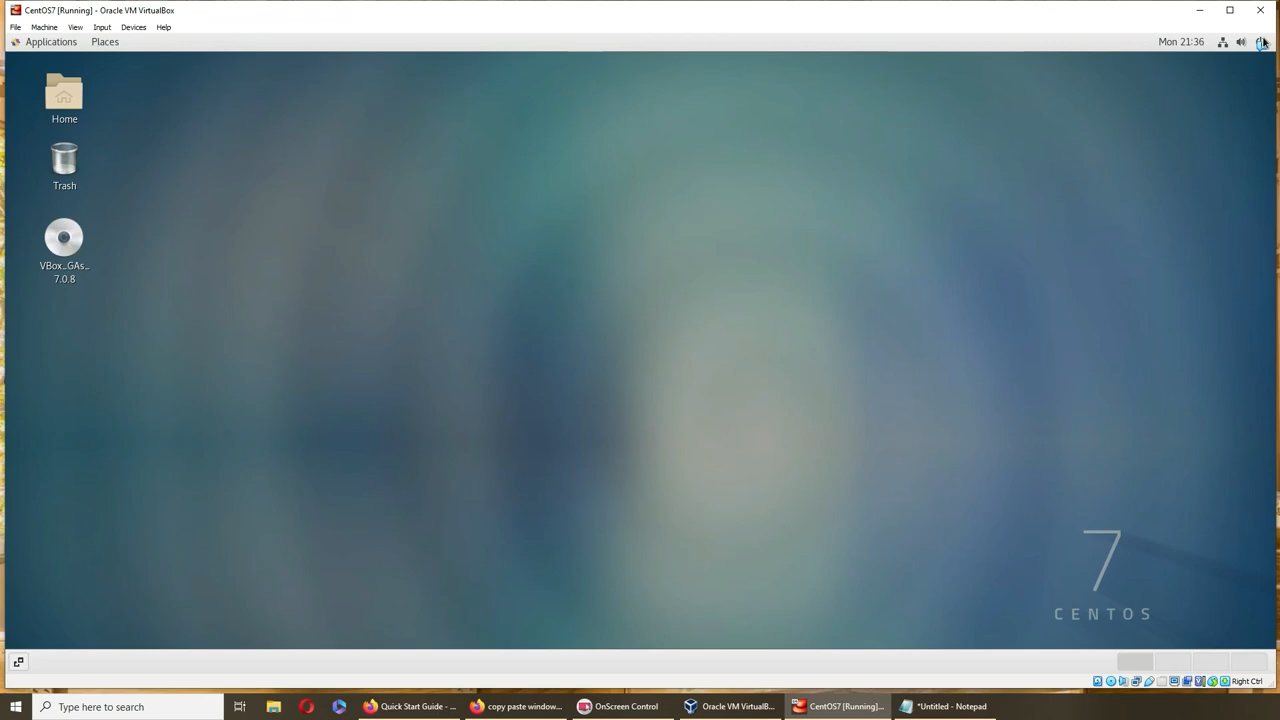 CentOS7 [Running] - Oracle VM VirtualBox
File Machine View Input Devices Help
Applications Places Mon 21:36
Home
Trash
VBox_GAs_
7.0.8
7
CENTOS
Right Ctrl
Type here to search
Quick Start Guide - ...
copy paste window...
OnScreen Control
Oracle VM VirtualB...
CentOS7 [Running]...
*Untitled - Notepad